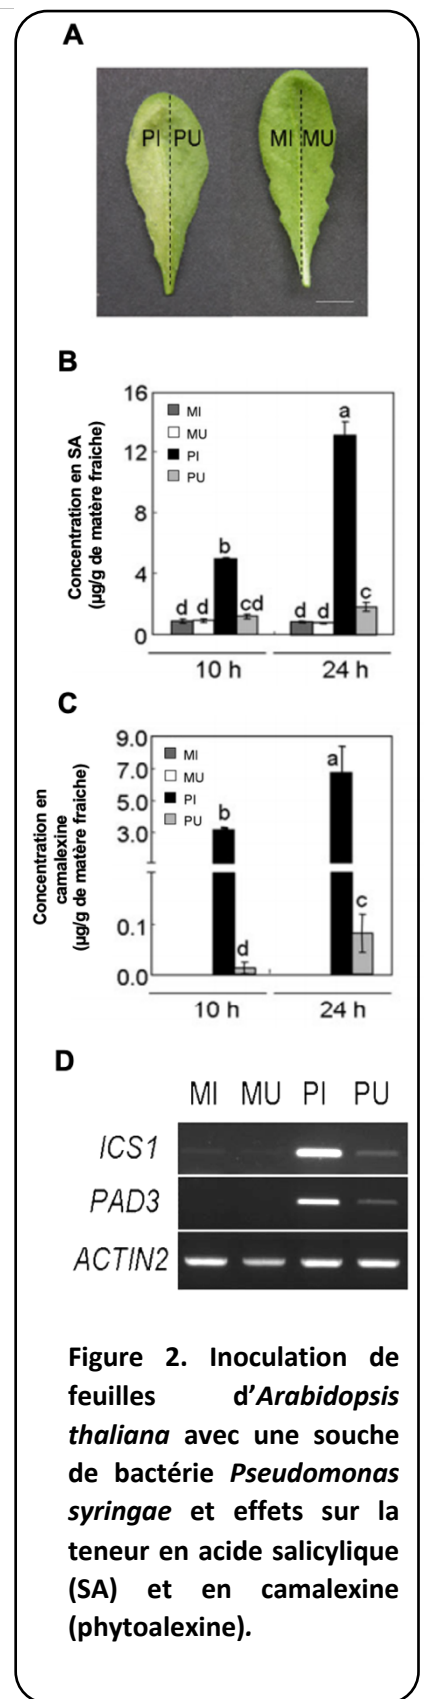 A
PI PU MI MU
B
Concentration en SA
(µg/g de matère fraiche)
16
12
8
4
0
MI
MU
PI
PU
d d b cd
d d a c
10 h 24 h
C
Concentration en
camalexine
(µg/g de matère fraiche)
9.0
7.0
5.0
3.0
0.1
0.0
MI
MU
PI
PU
b d
a c
10 h 24 h
D
MI MU PI PU
ICS1
PAD3
ACTIN2
Figure 2. Inoculation de
feuilles d’Arabidopsis
thaliana avec une souche
de bactérie Pseudomonas
syringae et effets sur la
teneur en acide salicylique
(SA) et en camalexine
(phytoalexine).